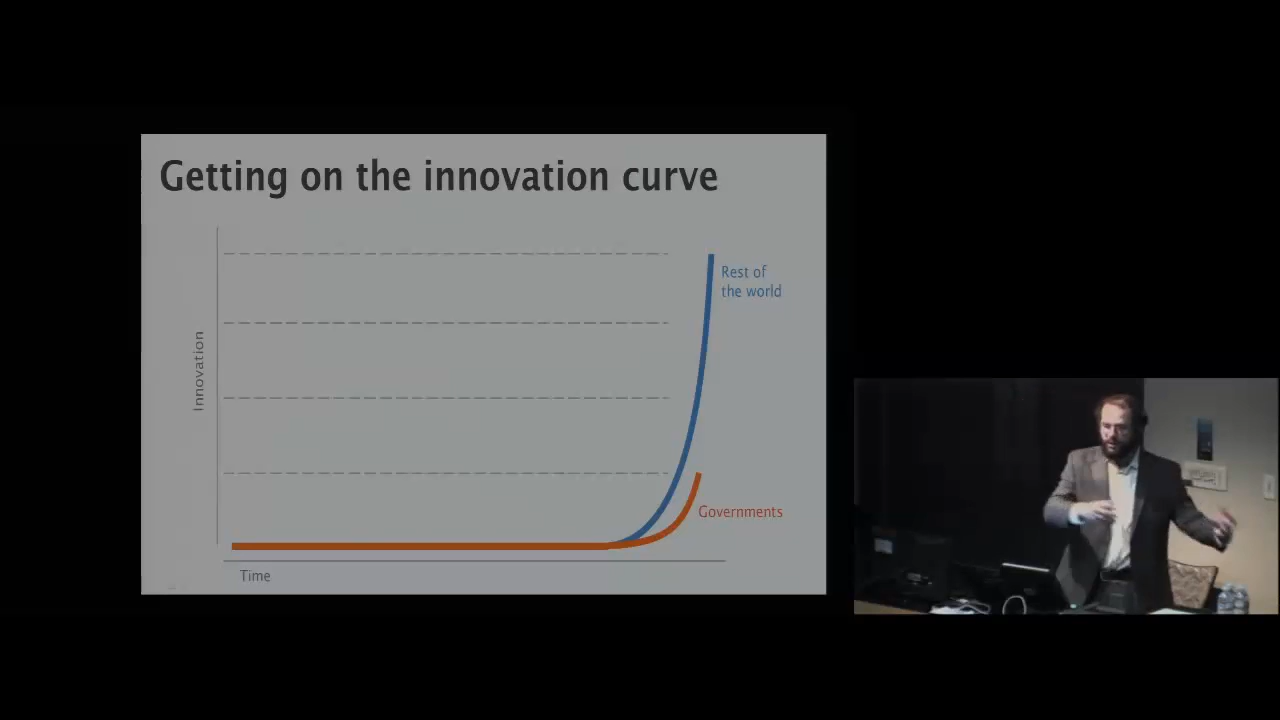 Getting on the innovation curve
Rest of
the world
Innovation
Governments
Time